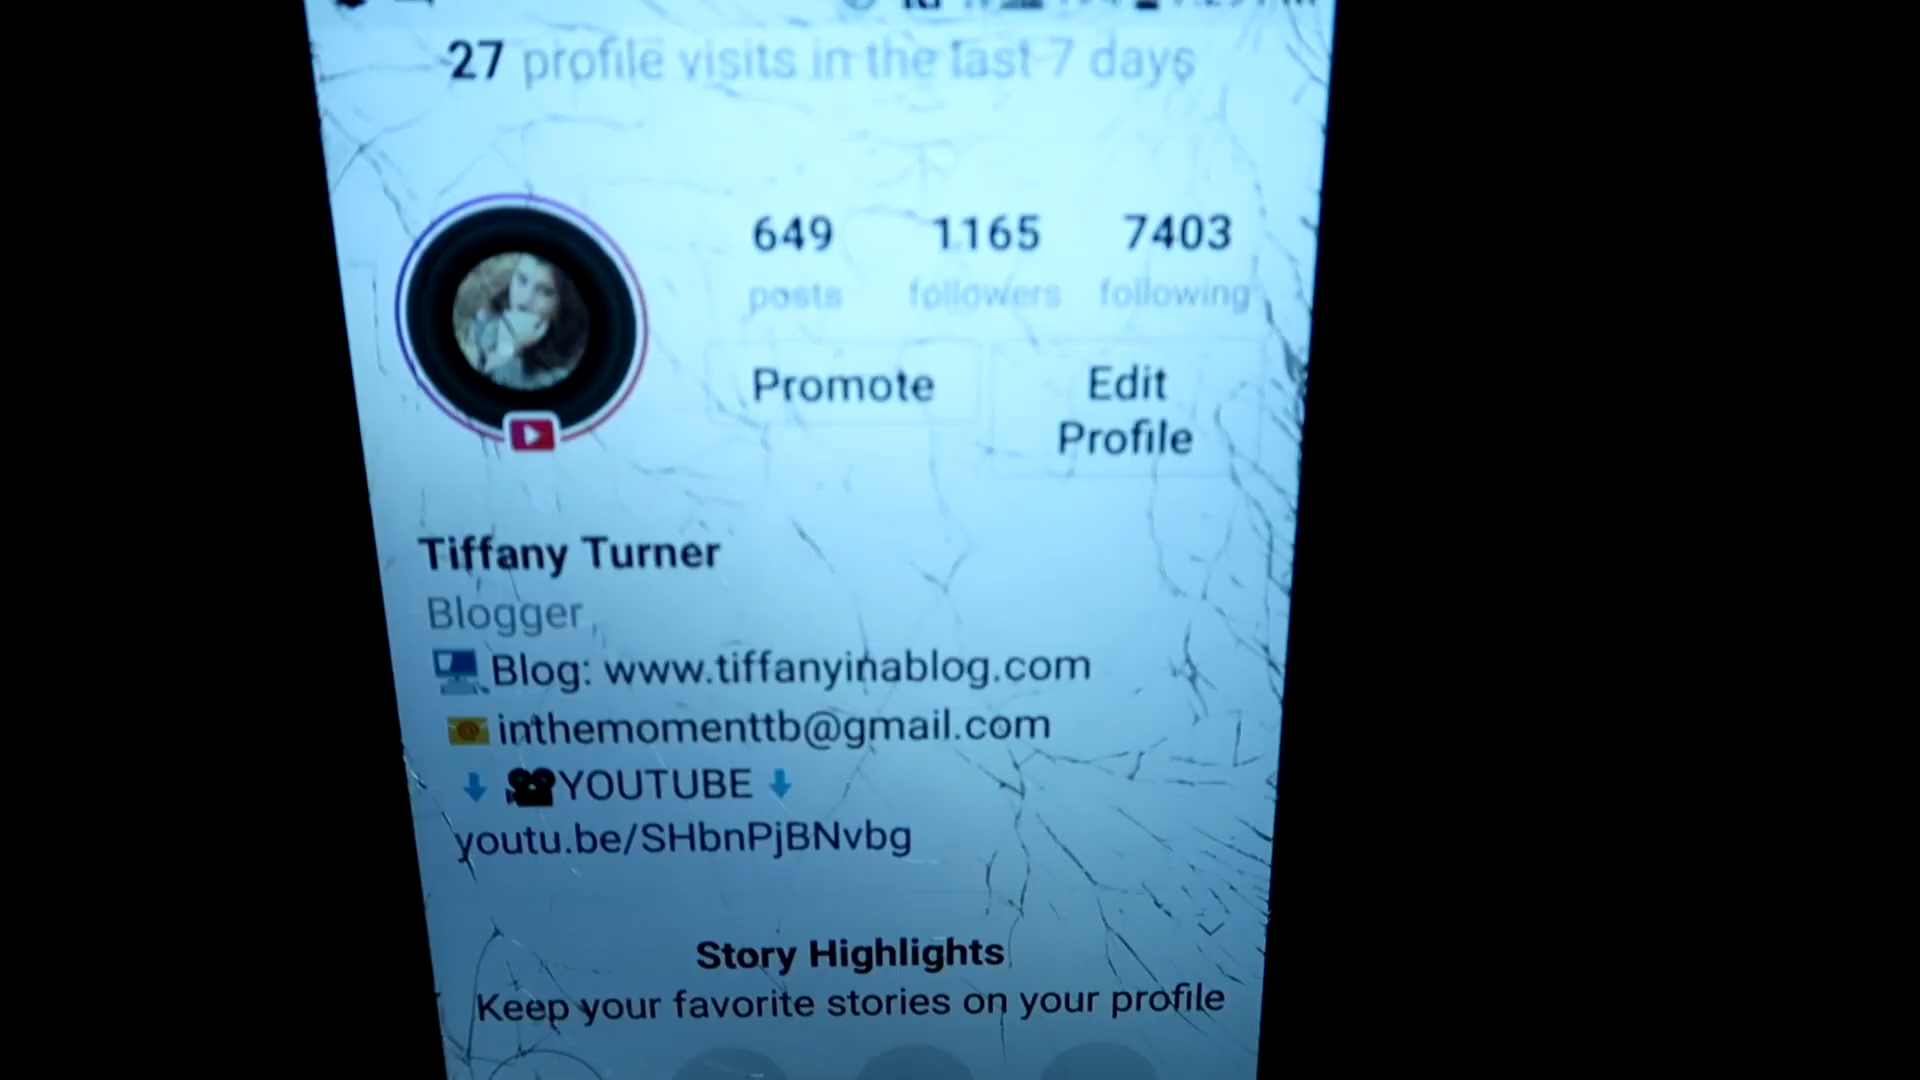 27 profile visits in the last 7 days
649 1165 7403
posts followers following
Promote Edit Profile
Tiffany Turner
Blogger
Blog: www.tiffanyinablog.com
inthemomenttb@gmail.com
YOUTUBE
youtu.be/SHbnPjBNvbg
Story Highlights
Keep your favorite stories on your profile